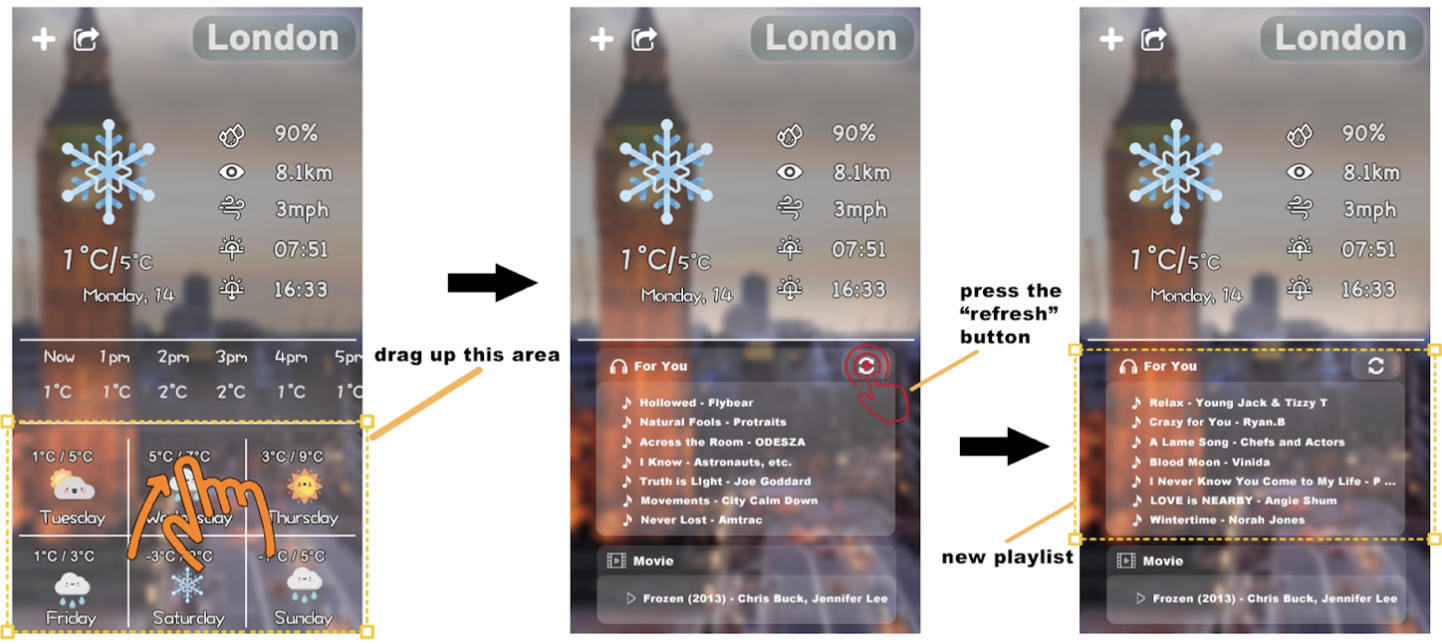 London
90%
8.1km
3mph
1°C/5°C
07:51
Monday, 14
16:33
Now 1pm 2pm 3pm 4pm 5pm
1°C 1°C 2°C 2°C 1°C 1°C
1°C / 5°C 5°C / 7°C 3°C / 9°C
Tuesday Wednesday Thursday
1°C / 3°C -3°C / °C / 5°C
Friday Saturday Sunday
drag up this area
London
90%
8.1km
3mph
1°C/5°C
07:51
Monday, 14
16:33
For You
Hollowed - Flybear
Natural Fools - Protraits
Across the Room - ODESZA
I Know - Astronauts, etc.
Truth is LIght - Joe Goddard
Movements - City Calm Down
Never Lost - Amtrac
Movie
Frozen (2013) - Chris Buck, Jennifer Lee
press the
“refresh”
button
London
90%
8.1km
3mph
1°C/5°C
07:51
Monday, 14
16:33
For You
Relax - Young Jack & Tizzy T
Crazy for You - Ryan.B
A Lame Song - Chefs and Actors
Blood Moon - Vinida
I Never Know You Come to My Life - P ...
LOVE is NEARBY - Angie Shum
Wintertime - Norah Jones
Movie
Frozen (2013) - Chris Buck, Jennifer Lee
new playlist